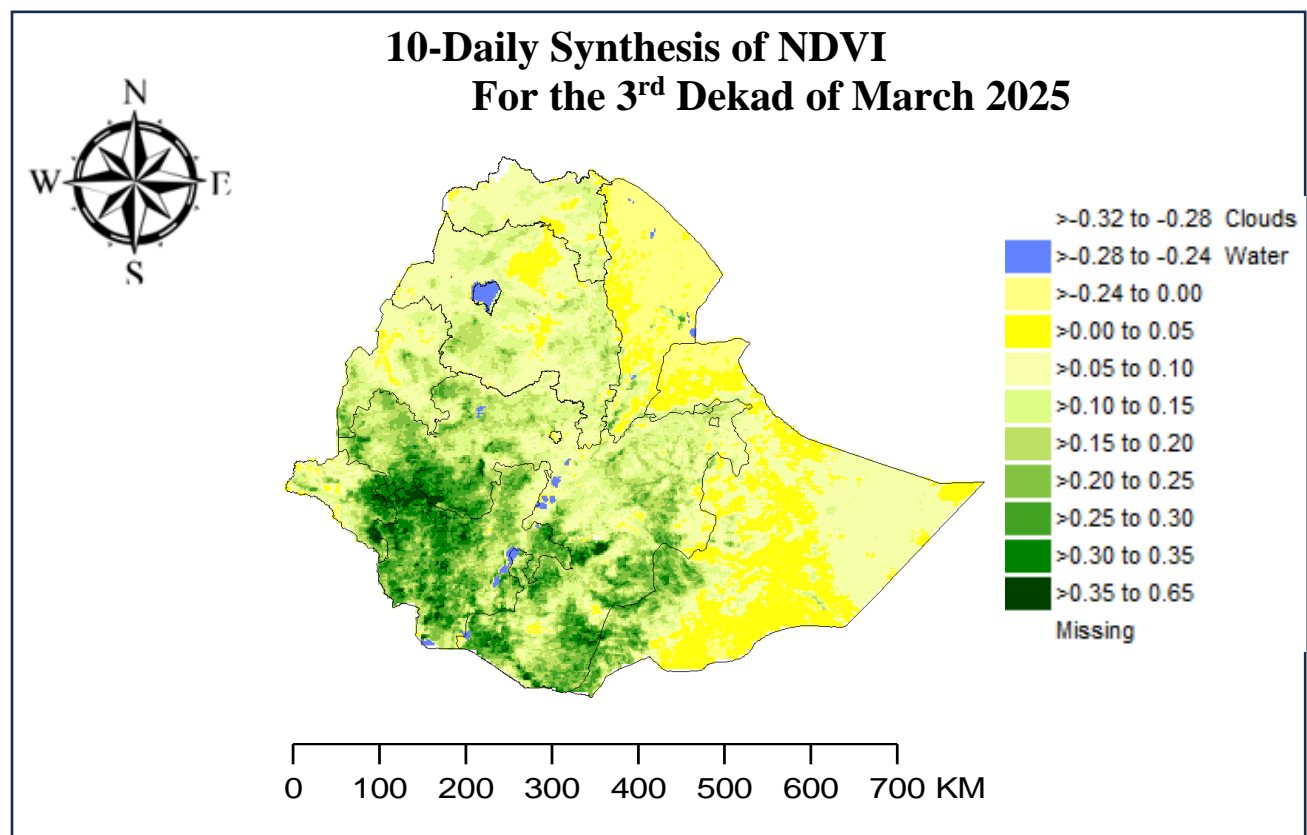 10-Daily Synthesis of NDVI
For the 3rd Dekad of March 2025
N
W
E
S
>-0.32 to -0.28 Clouds
>-0.28 to -0.24 Water
>-0.24 to 0.00
>0.00 to 0.05
>0.05 to 0.10
>0.10 to 0.15
>0.15 to 0.20
>0.20 to 0.25
>0.25 to 0.30
>0.30 to 0.35
>0.35 to 0.65
Missing
0 100 200 300 400 500 600 700 KM